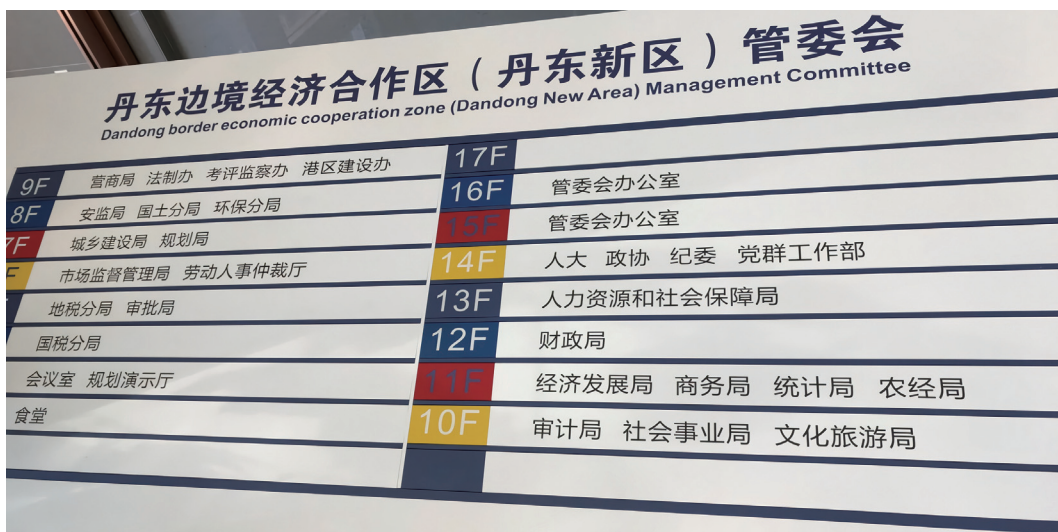 丹东边境经济合作区（丹东新区）管委会
Dandong border economic cooperation zone (Dandong New Area) Management Committee
9F 营商局 法制办 考评监察办 港区建设办
8F 安监局 国土分局 环保分局
7F 城乡建设局 规划局
F 市场监督管理局 劳动人事仲裁厅
地税分局 审批局
国税分局
会议室 规划演示厅
食堂
17F
16F 管委会办公室
15F 管委会办公室
14F 人大 政协 纪委 党群工作部
13F 人力资源和社会保障局
12F 财政局
11F 经济发展局 商务局 统计局 农经局
10F 审计局 社会事业局 文化旅游局